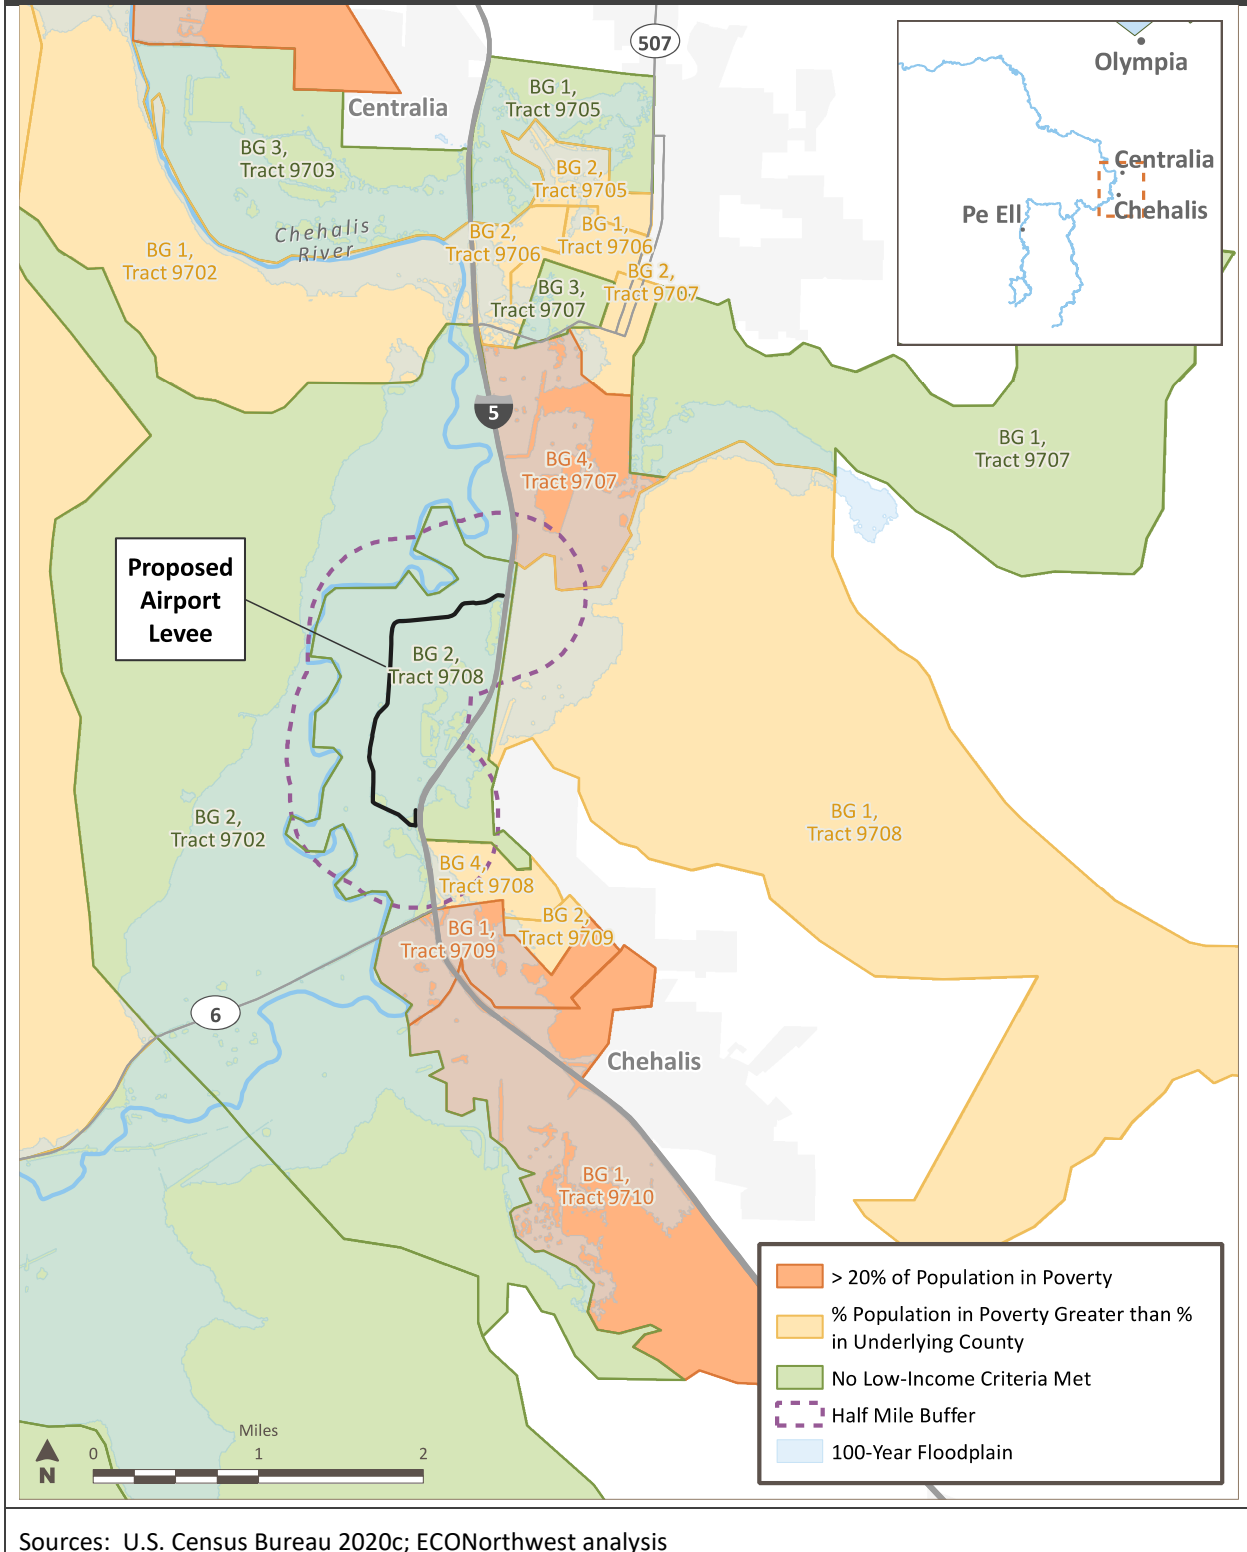 507
Olympia
Centralia
Chehalis
Pe Ell
Centralia
BG 1,
Tract 9705
BG 3,
Tract 9703
BG 2,
Tract 9705
Chehalis
River
BG 1,
Tract 9702
BG 2,
Tract 9706
BG 1,
Tract 9706
BG 2,
Tract 9707
BG 3,
Tract 9707
5
BG 1,
Tract 9707
BG 4,
Tract 9707
Proposed
Airport
Levee
BG 2,
Tract 9708
BG 2,
Tract 9702
BG 1,
Tract 9708
BG 4,
Tract 9708
BG 2,
Tract 9709
BG 1,
Tract 9709
6
Chehalis
BG 1,
Tract 9710
> 20% of Population in Poverty
% Population in Poverty Greater than %
in Underlying County
No Low-Income Criteria Met
Half Mile Buffer
100-Year Floodplain
Miles
0 1 2
N
Sources: U.S. Census Bureau 2020c; ECONorthwest analysis